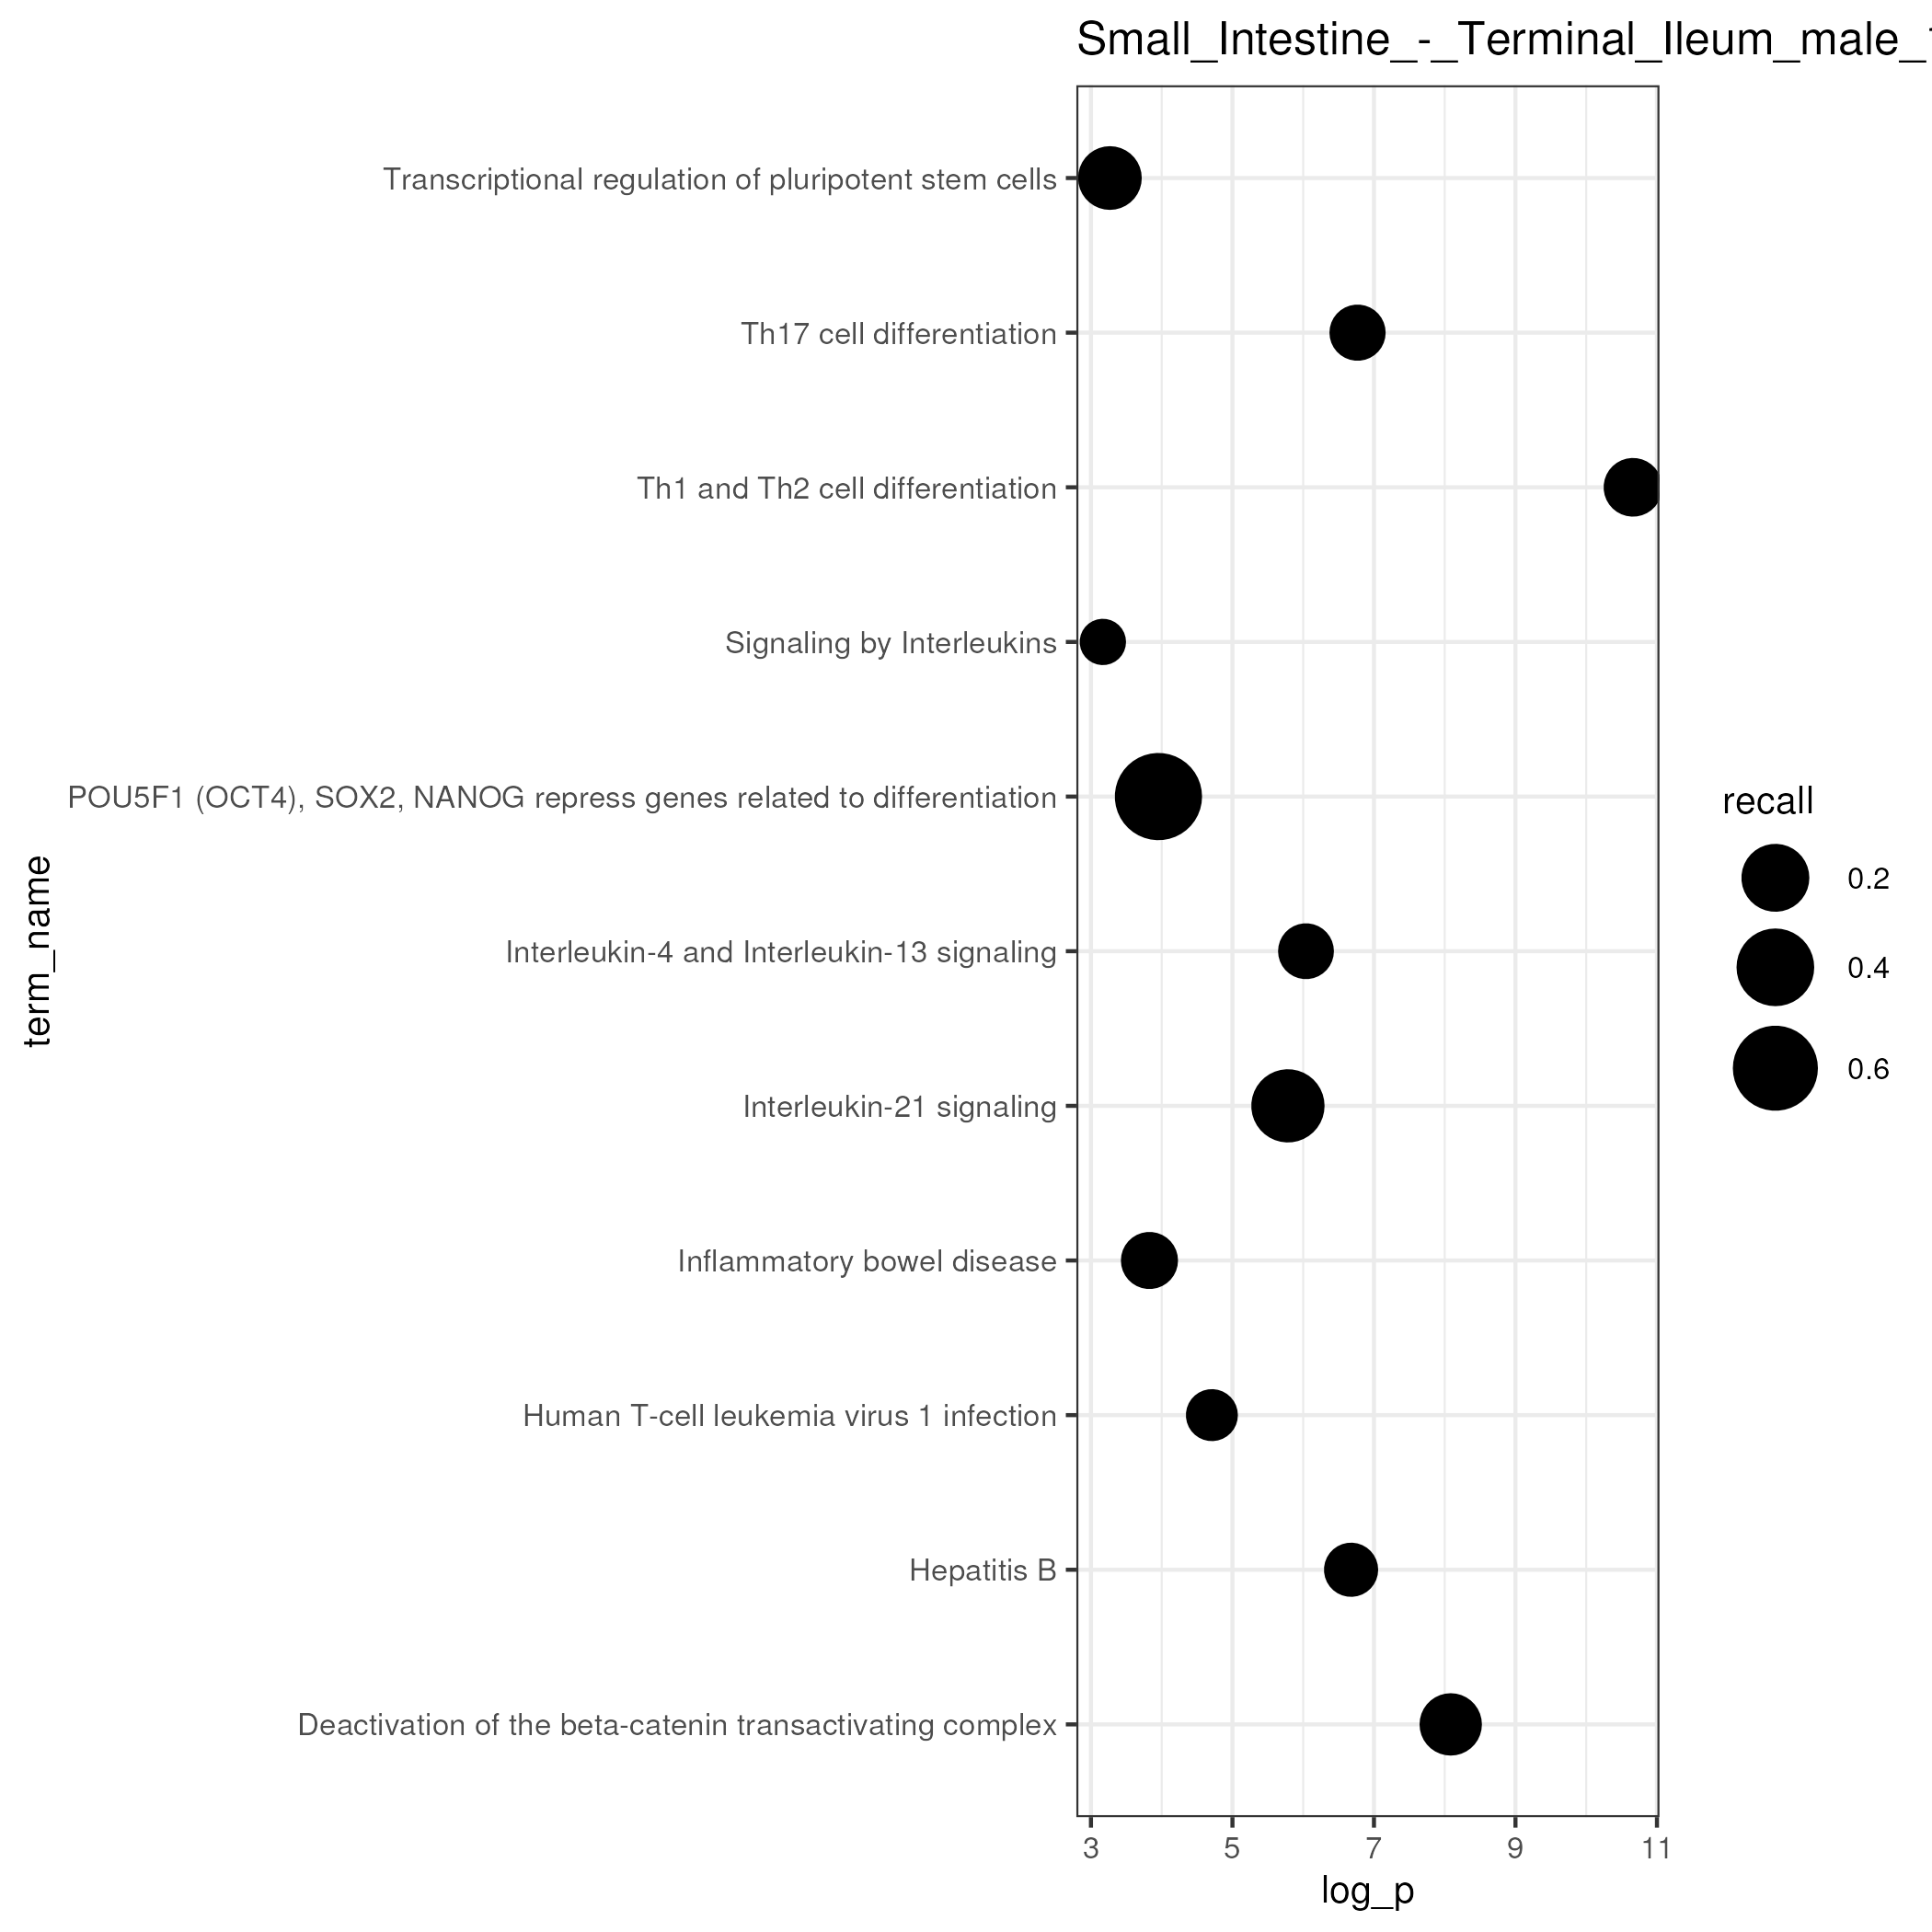 Small_Intestine_-_Terminal_Ileum_male_
Transcriptional regulation of pluripotent stem cells
Th17 cell differentiation
Th1 and Th2 cell differentiation
Signaling by Interleukins
POU5F1 (OCT4), SOX2, NANOG repress genes related to differentiation
Interleukin-4 and Interleukin-13 signaling
Interleukin-21 signaling
Inflammatory bowel disease
Human T-cell leukemia virus 1 infection
Hepatitis B
Deactivation of the beta-catenin transactivating complex
term_name
3 5 7 9 11
log_p
recall
0.2
0.4
0.6